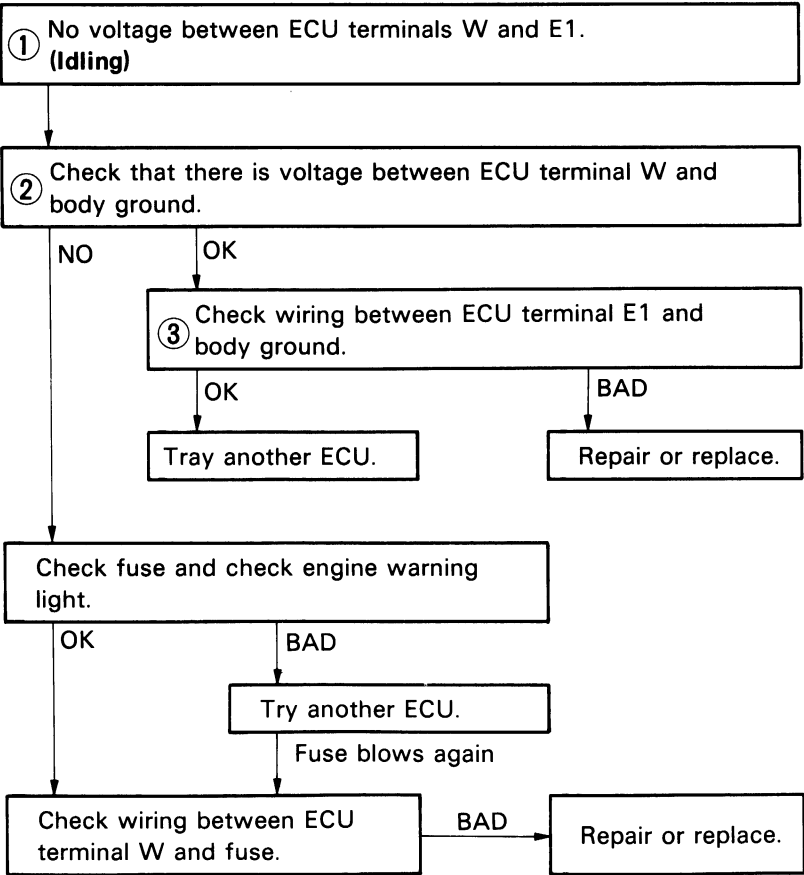 ① No voltage between ECU terminals W and E1.
(Idling)
② Check that there is voltage between ECU terminal W and
body ground.
NO
OK
③ Check wiring between ECU terminal E1 and
body ground.
OK
BAD
Tray another ECU.
Repair or replace.
Check fuse and check engine warning
light.
OK
BAD
Try another ECU.
Fuse blows again
Check wiring between ECU
terminal W and fuse.
BAD
Repair or replace.